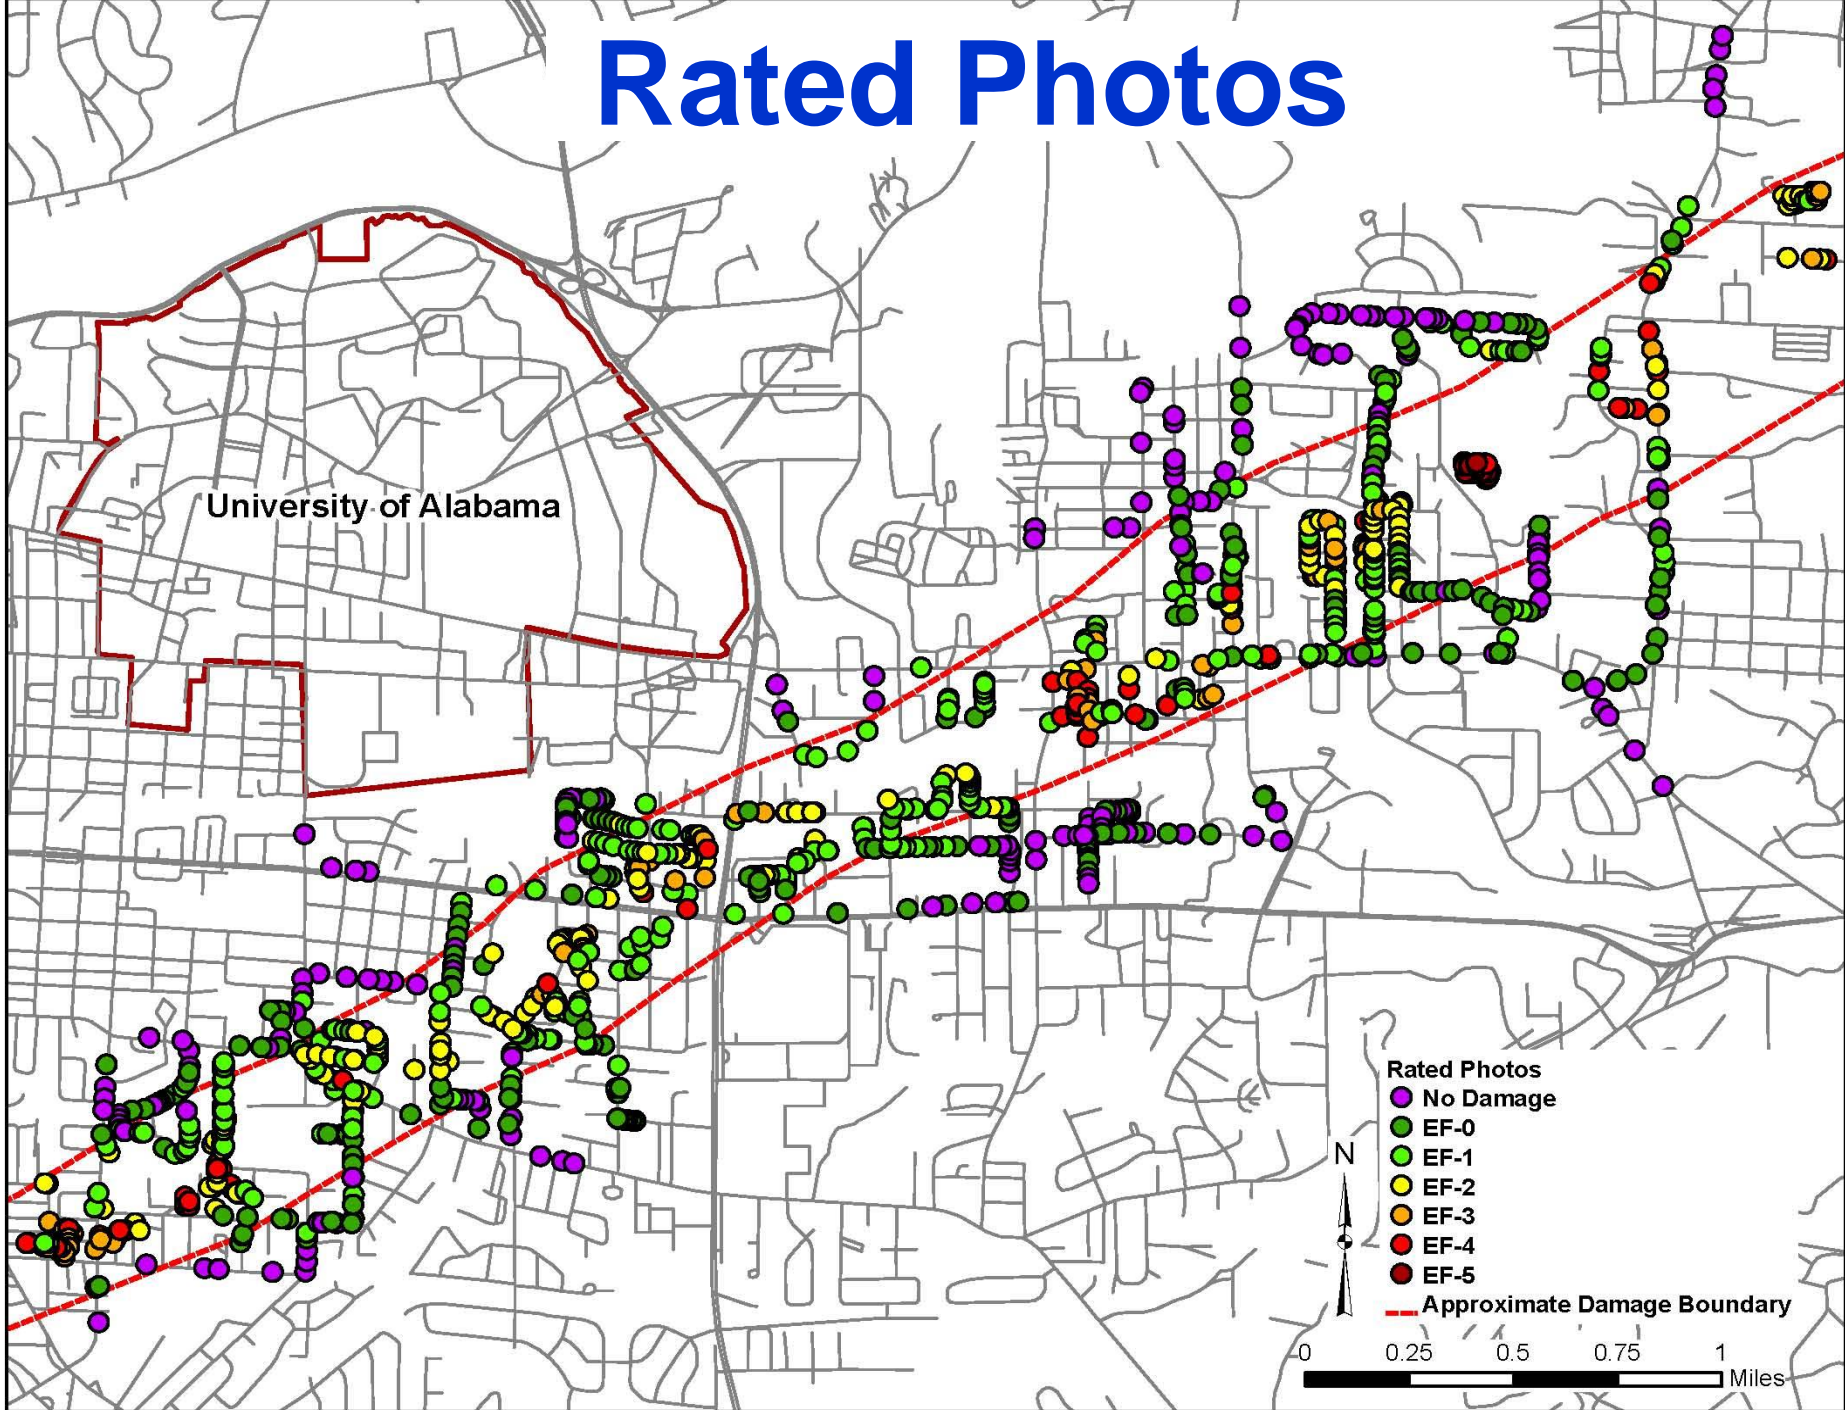 Rated Photos
University of Alabama
Rated Photos
No Damage
EF-0
EF-1
EF-2
EF-3
EF-4
EF-5
Approximate Damage Boundary
N
0 0.25 0.5 0.75 1
Miles